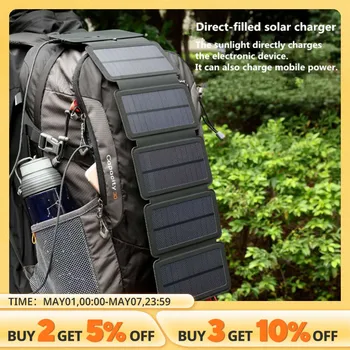 Direct-filled solar charger
The sunlight directly charges
the electronic device.
It can also charge mobile power.
TIME: MAY01,00:00-MAY07,23:59
BUY 2 GET 5% OFF
BUY 3 GET 10% OFF